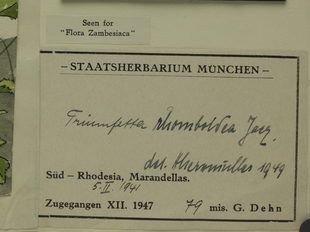 Seen for
"Flora Zambesiaca"
– STAATSHERBARIUM MÜNCHEN –
Triumfetta rhomboidea Jacq.
det. 1949
Süd – Rhodesia, Marandellas.
5.II.1941
Zugegangen XII. 1947 79 mis. G. Dehn